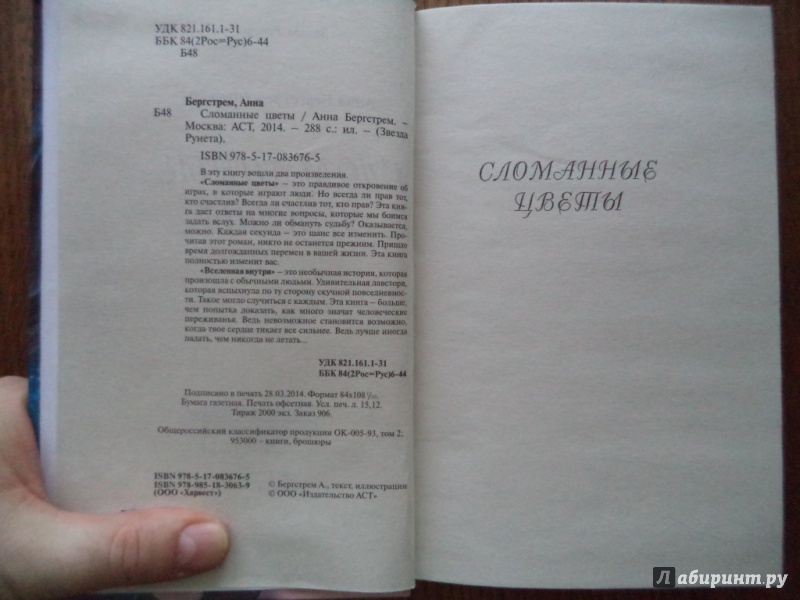 УДК 821.161.1-31
ББК 84(2Рос=Рус)6-44
Б48
Бергстрем, Анна
Б48 Сломанные цветы / Анна Бергстрем. –
Москва: АСТ, 2014. – 288 с.: ил. – (Звезда
Рунета).
ISBN 978-5-17-083676-5
В эту книгу вошли два произведения.
«Сломанные цветы» – это правдивое откровение об
играх, в которые играют люди. Но всегда ли прав тот,
кто счастлив? Всегда ли счастлив тот, кто прав? Эта кни-
га дает ответы на многие вопросы, которые мы боимся
задать вслух. Можно ли обмануть судьбу? Оказывается,
можно. Каждая секунда – это шанс все изменить. Про-
читав этот роман, никто не останется прежним. Пришло
время долгожданных перемен в вашей жизни. Эта книга
полностью изменит вас.
«Вселенная внутри» – это необычная история, которая
произошла с обычными людьми. Удивительная лавстори,
которая вспыхнула по ту сторону скучной повседневнос-
ти. Такое могло случиться с каждым. Эта книга – больше,
чем попытка доказать, как много значат человеческие
переживанья. Ведь невозможное становится возможно,
когда твое сердце тикает все сильнее. Ведь лучше иногда
падать, чем никогда не летать...
УДК 821.161.1-31
ББК 84(2Рос=Рус)6-44
Подписано в печать 28.03.2014. Формат 84х108 1/32.
Бумага газетная. Печать офсетная. Усл. печ. л. 15,12.
Тираж 2000 экз. Заказ 906.
Общероссийский классификатор продукции ОК-005-93, том 2;
953000 – книги, брошюры
ISBN 978-5-17-083676-5
ISBN 978-985-18-3063-9
(ООО «Харвест»)
© Бергстрем А., текст, иллюстрации
© ООО «Издательство АСТ»
СЛОМАННЫЕ
ЦВЕТЫ
Лабиринт.ру